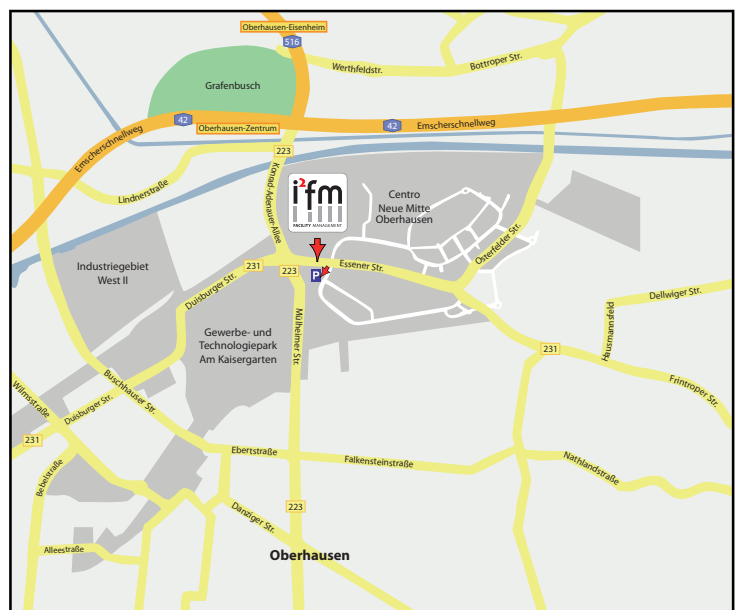 Oberhausen-Eisenheim
516
Werthfeldstr.
Bottroper Str.
Grafenbusch
42
Oberhausen-Zentrum
42
Emscherschnellweg
Emscherschnellweg
223
Lindnerstraße
Konrad-Adenauer-Allee
i²fm
FACILITY MANAGEMENT
Centro
Neue Mitte
Oberhausen
Osterfelder Str.
Industriegebiet
West II
231
223
P
Essener Str.
Duisburger Str.
Dellwiger Str.
Hausmannsfeld
Gewerbe- und
Technologiepark
Am Kaisergarten
Mülheimer Str.
231
Frintroper Str.
Buschhauser Str.
Wilmsstraße
Duisburger Str.
231
Bebelstraße
Ebertstraße
Falkensteinstraße
Nathlandstraße
223
Danziger Str.
Alleestraße
Oberhausen